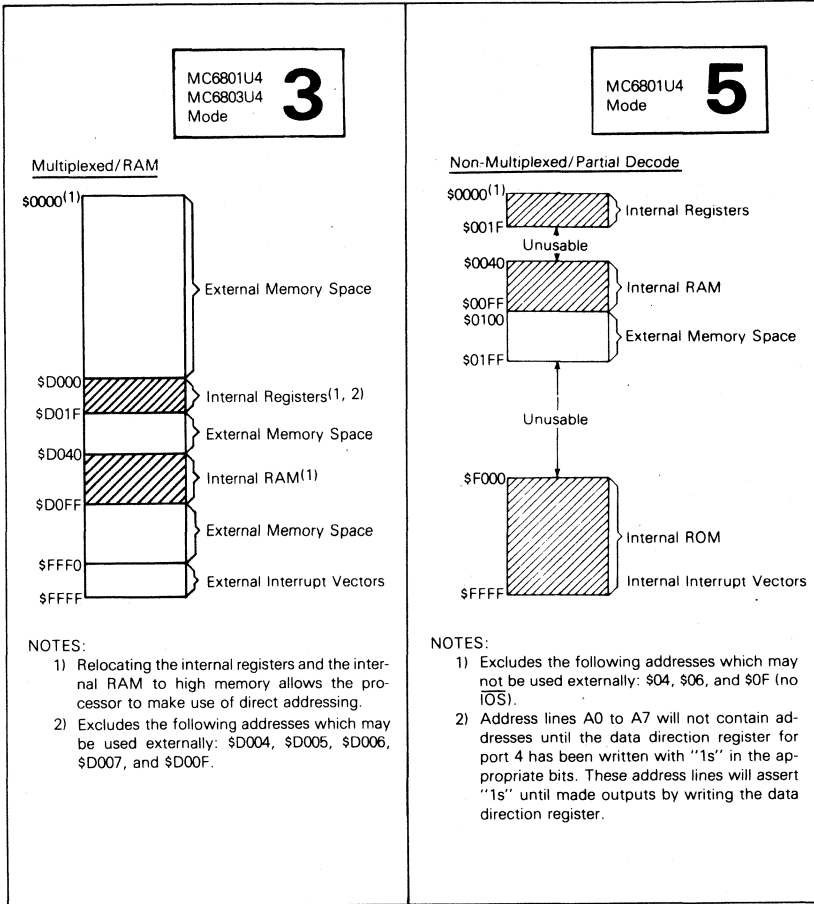 MC6801U4
MC6803U4
Mode
3
Multiplexed/RAM
$0000(1)
External Memory Space
$D000
Internal Registers(1, 2)
$D01F
External Memory Space
$D040
Internal RAM(1)
$D0FF
External Memory Space
$FFF0
External Interrupt Vectors
$FFFF
NOTES:
1) Relocating the internal registers and the inter-
nal RAM to high memory allows the pro-
cessor to make use of direct addressing.
2) Excludes the following addresses which may
be used externally: $D004, $D005, $D006,
$D007, and $D00F.
MC6801U4
Mode
5
Non-Multiplexed/Partial Decode
$0000(1)
Internal Registers
$001F
Unusable
$0040
Internal RAM
$00FF
$0100
External Memory Space
$01FF
Unusable
$F000
Internal ROM
Internal Interrupt Vectors
$FFFF
NOTES:
1) Excludes the following addresses which may
not be used externally: $04, $06, and $0F (no
IOS).
2) Address lines A0 to A7 will not contain ad-
dresses until the data direction register for
port 4 has been written with "1s" in the ap-
propriate bits. These address lines will assert
"1s" until made outputs by writing the data
direction register.